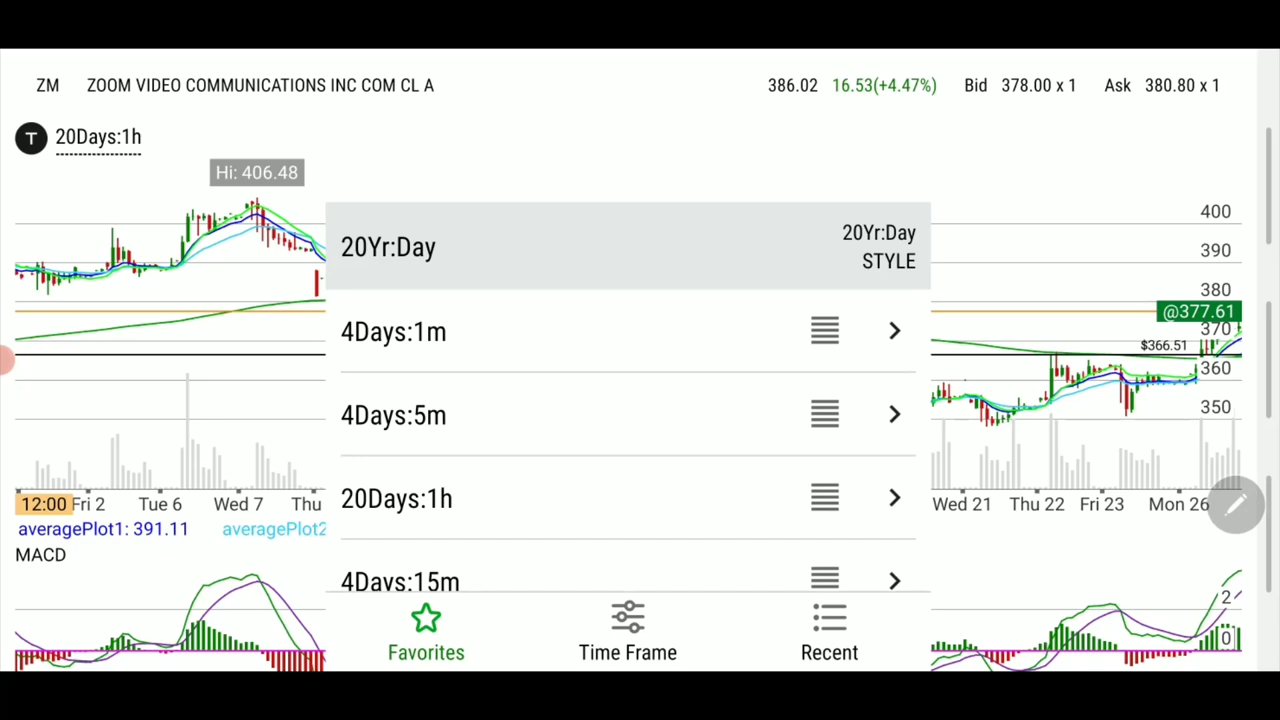 ZM ZOOM VIDEO COMMUNICATIONS INC COM CL A 386.02 16.53(+4.47%) Bid 378.00 x 1 Ask 380.80 x 1
T 20Days:1h
Hi: 406.48
20Yr:Day
20Yr:Day
STYLE
4Days:1m
4Days:5m
20Days:1h
4Days:15m
Favorites
Time Frame
Recent
400
390
380
@377.61
370
$366.51
360
350
12:00 Fri 2 Tue 6 Wed 7 Thu
Wed 21 Thu 22 Fri 23 Mon 26
averagePlot1: 391.11 averagePlot2
MACD
2
0